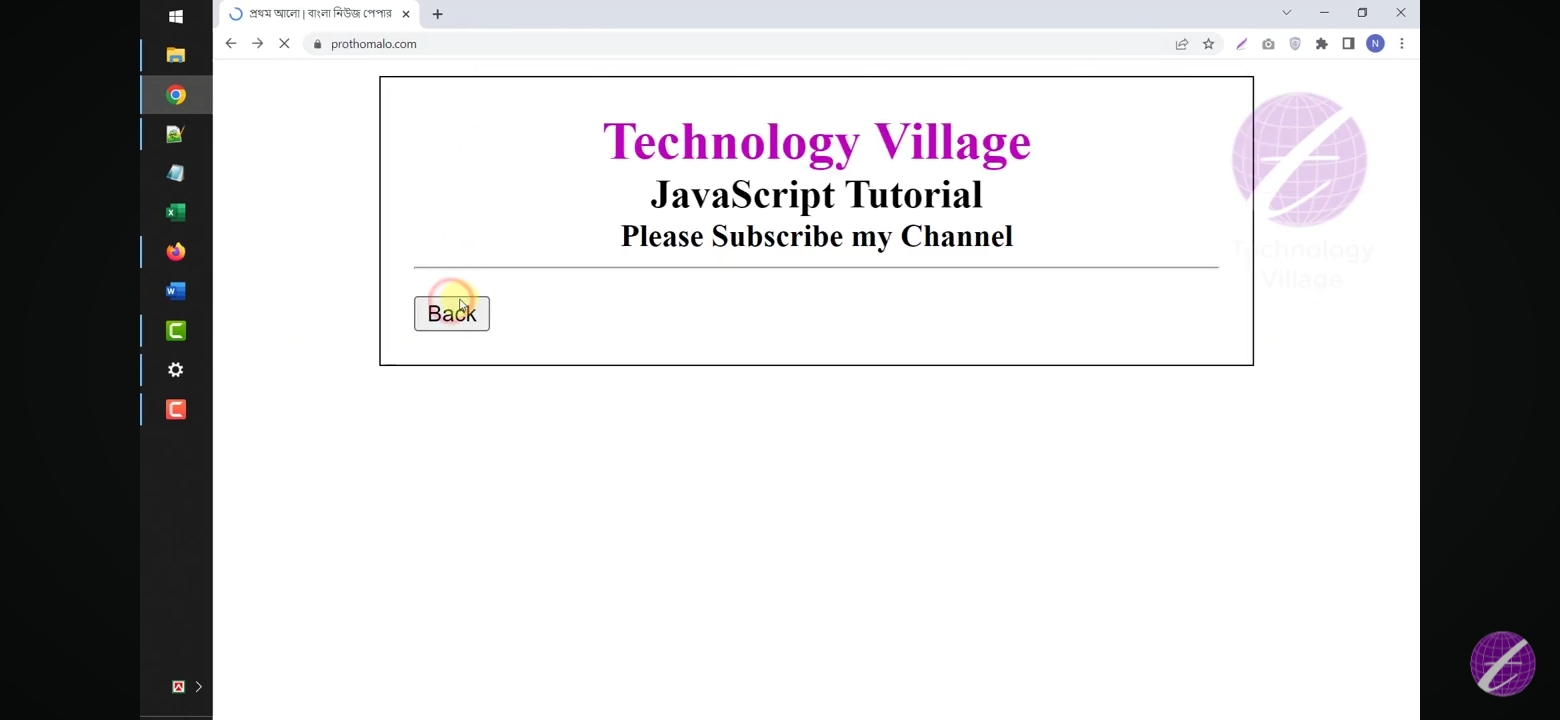 প্রথম আলো | বাংলা নিউজ পেপার
prothomalo.com
N
Technology Village
JavaScript Tutorial
Please Subscribe my Channel
Technology
Village
Back